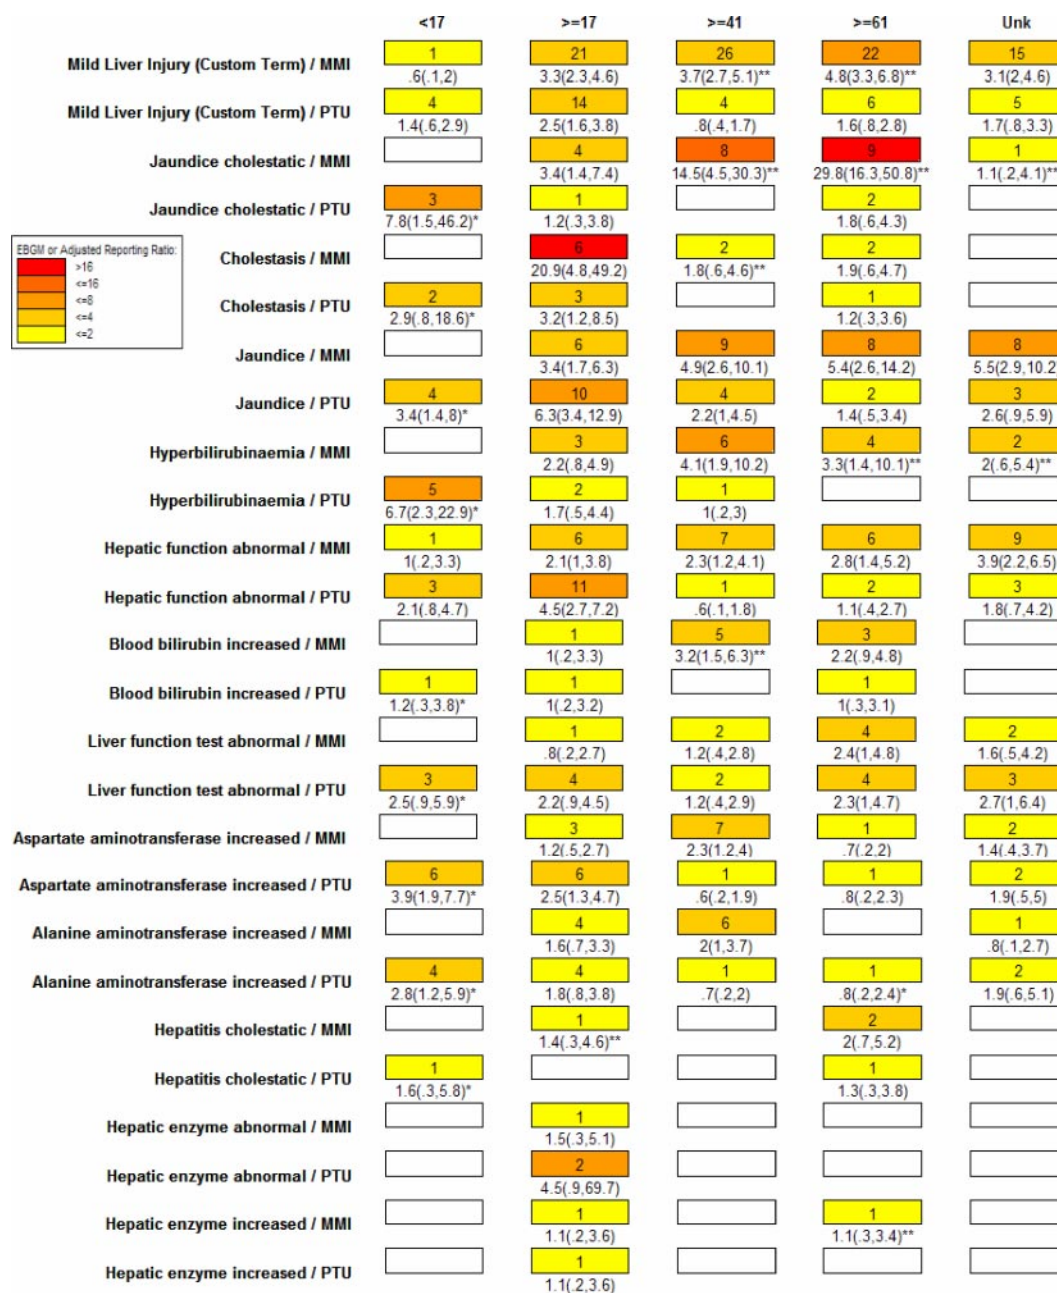 <17 >=17 >=41 >=61 Unk
Mild Liver Injury (Custom Term) / MMI 1 21 26 22 15
.6(.1,2) 3.3(2.3,4.6) 3.7(2.7,5.1)** 4.8(3.3,6.8)** 3.1(2,4.6)
Mild Liver Injury (Custom Term) / PTU 4 14 4 6 5
1.4(.6,2.9) 2.5(1.6,3.8) .8(.4,1.7) 1.6(.8,2.8) 1.7(.8,3.3)
Jaundice cholestatic / MMI 4 8 9 1
3.4(1.4,7.4) 14.5(4.5,30.3)** 29.8(16.3,50.8)** 1.1(.2,4.1)**
Jaundice cholestatic / PTU 3 1 2
7.8(1.5,46.2)* 1.2(.3,3.8) 1.8(.6,4.3)
EBGM or Adjusted Reporting Ratio:
>16
<=16
<=8
<=4
<=2
Cholestasis / MMI 6 2 2
20.9(4.8,49.2) 1.8(.6,4.6)** 1.9(.6,4.7)
Cholestasis / PTU 2 3 1
2.9(.8,18.6)* 3.2(1.2,8.5) 1.2(.3,3.6)
Jaundice / MMI 6 9 8 8
3.4(1.7,6.3) 4.9(2.6,10.1) 5.4(2.6,14.2) 5.5(2.9,10.2)
Jaundice / PTU 4 10 4 2 3
3.4(1.4,8)* 6.3(3.4,12.9) 2.2(1,4.5) 1.4(.5,3.4) 2.6(.9,5.9)
Hyperbilirubinaemia / MMI 3 6 4 2
2.2(.8,4.9) 4.1(1.9,10.2) 3.3(1.4,10.1)** 2(.6,5.4)**
Hyperbilirubinaemia / PTU 5 2 1
6.7(2.3,22.9)* 1.7(.5,4.4) 1(.2,3)
Hepatic function abnormal / MMI 1 6 7 6 9
1(.2,3.3) 2.1(1,3.8) 2.3(1.2,4.1) 2.8(1.4,5.2) 3.9(2.2,6.5)
Hepatic function abnormal / PTU 3 11 1 2 3
2.1(.8,4.7) 4.5(2.7,7.2) .6(.1,1.8) 1.1(.4,2.7) 1.8(.7,4.2)
Blood bilirubin increased / MMI 1 5 3
1(.2,3.3) 3.2(1.5,6.3)** 2.2(.9,4.8)
Blood bilirubin increased / PTU 1 1 1
1.2(.3,3.8)* 1(.2,3.2) 1(.3,3.1)
Liver function test abnormal / MMI 1 2 4 2
.8(.2,2.7) 1.2(.4,2.8) 2.4(1,4.8) 1.6(.5,4.2)
Liver function test abnormal / PTU 3 4 2 4 3
2.5(.9,5.9)* 2.2(.9,4.5) 1.2(.4,2.9) 2.3(1,4.7) 2.7(1,6.4)
Aspartate aminotransferase increased / MMI 3 7 1 2
1.2(.5,2.7) 2.3(1.2,4) .7(.2,2) 1.4(.4,3.7)
Aspartate aminotransferase increased / PTU 6 6 1 1 2
3.9(1.9,7.7)* 2.5(1.3,4.7) .6(.2,1.9) .8(.2,2.3) 1.9(.5,5)
Alanine aminotransferase increased / MMI 4 6 1
1.6(.7,3.3) 2(1,3.7) .8(.1,2.7)
Alanine aminotransferase increased / PTU 4 4 1 1 2
2.8(1.2,5.9)* 1.8(.8,3.8) .7(.2,2) .8(.2,2.4)* 1.9(.6,5.1)
Hepatitis cholestatic / MMI 1 2
1.4(.3,4.6)** 2(.7,5.2)
Hepatitis cholestatic / PTU 1 1
1.6(.3,5.8)* 1.3(.3,3.8)
Hepatic enzyme abnormal / MMI 1
1.5(.3,5.1)
Hepatic enzyme abnormal / PTU 2
4.5(.9,69.7)
Hepatic enzyme increased / MMI 1 1
1.1(.2,3.6) 1.1(.3,3.4)**
Hepatic enzyme increased / PTU 1
1.1(.2,3.6)